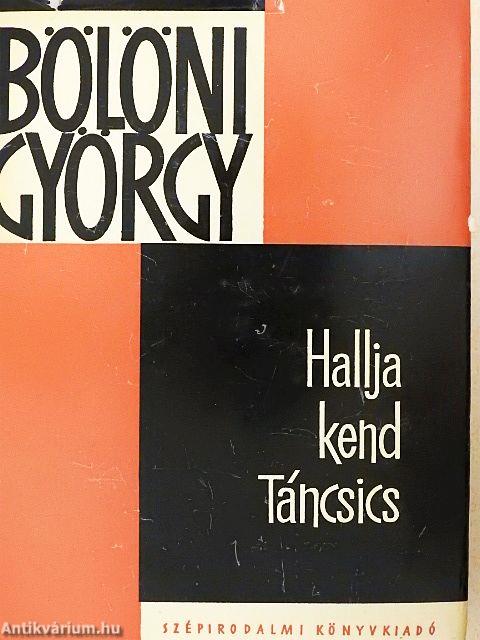 BÖLÖNI
GYÖRGY
Hallja
kend
Táncsics
SZÉPIRODALMI KÖNYVKIADÓ
Antikvárium.hu